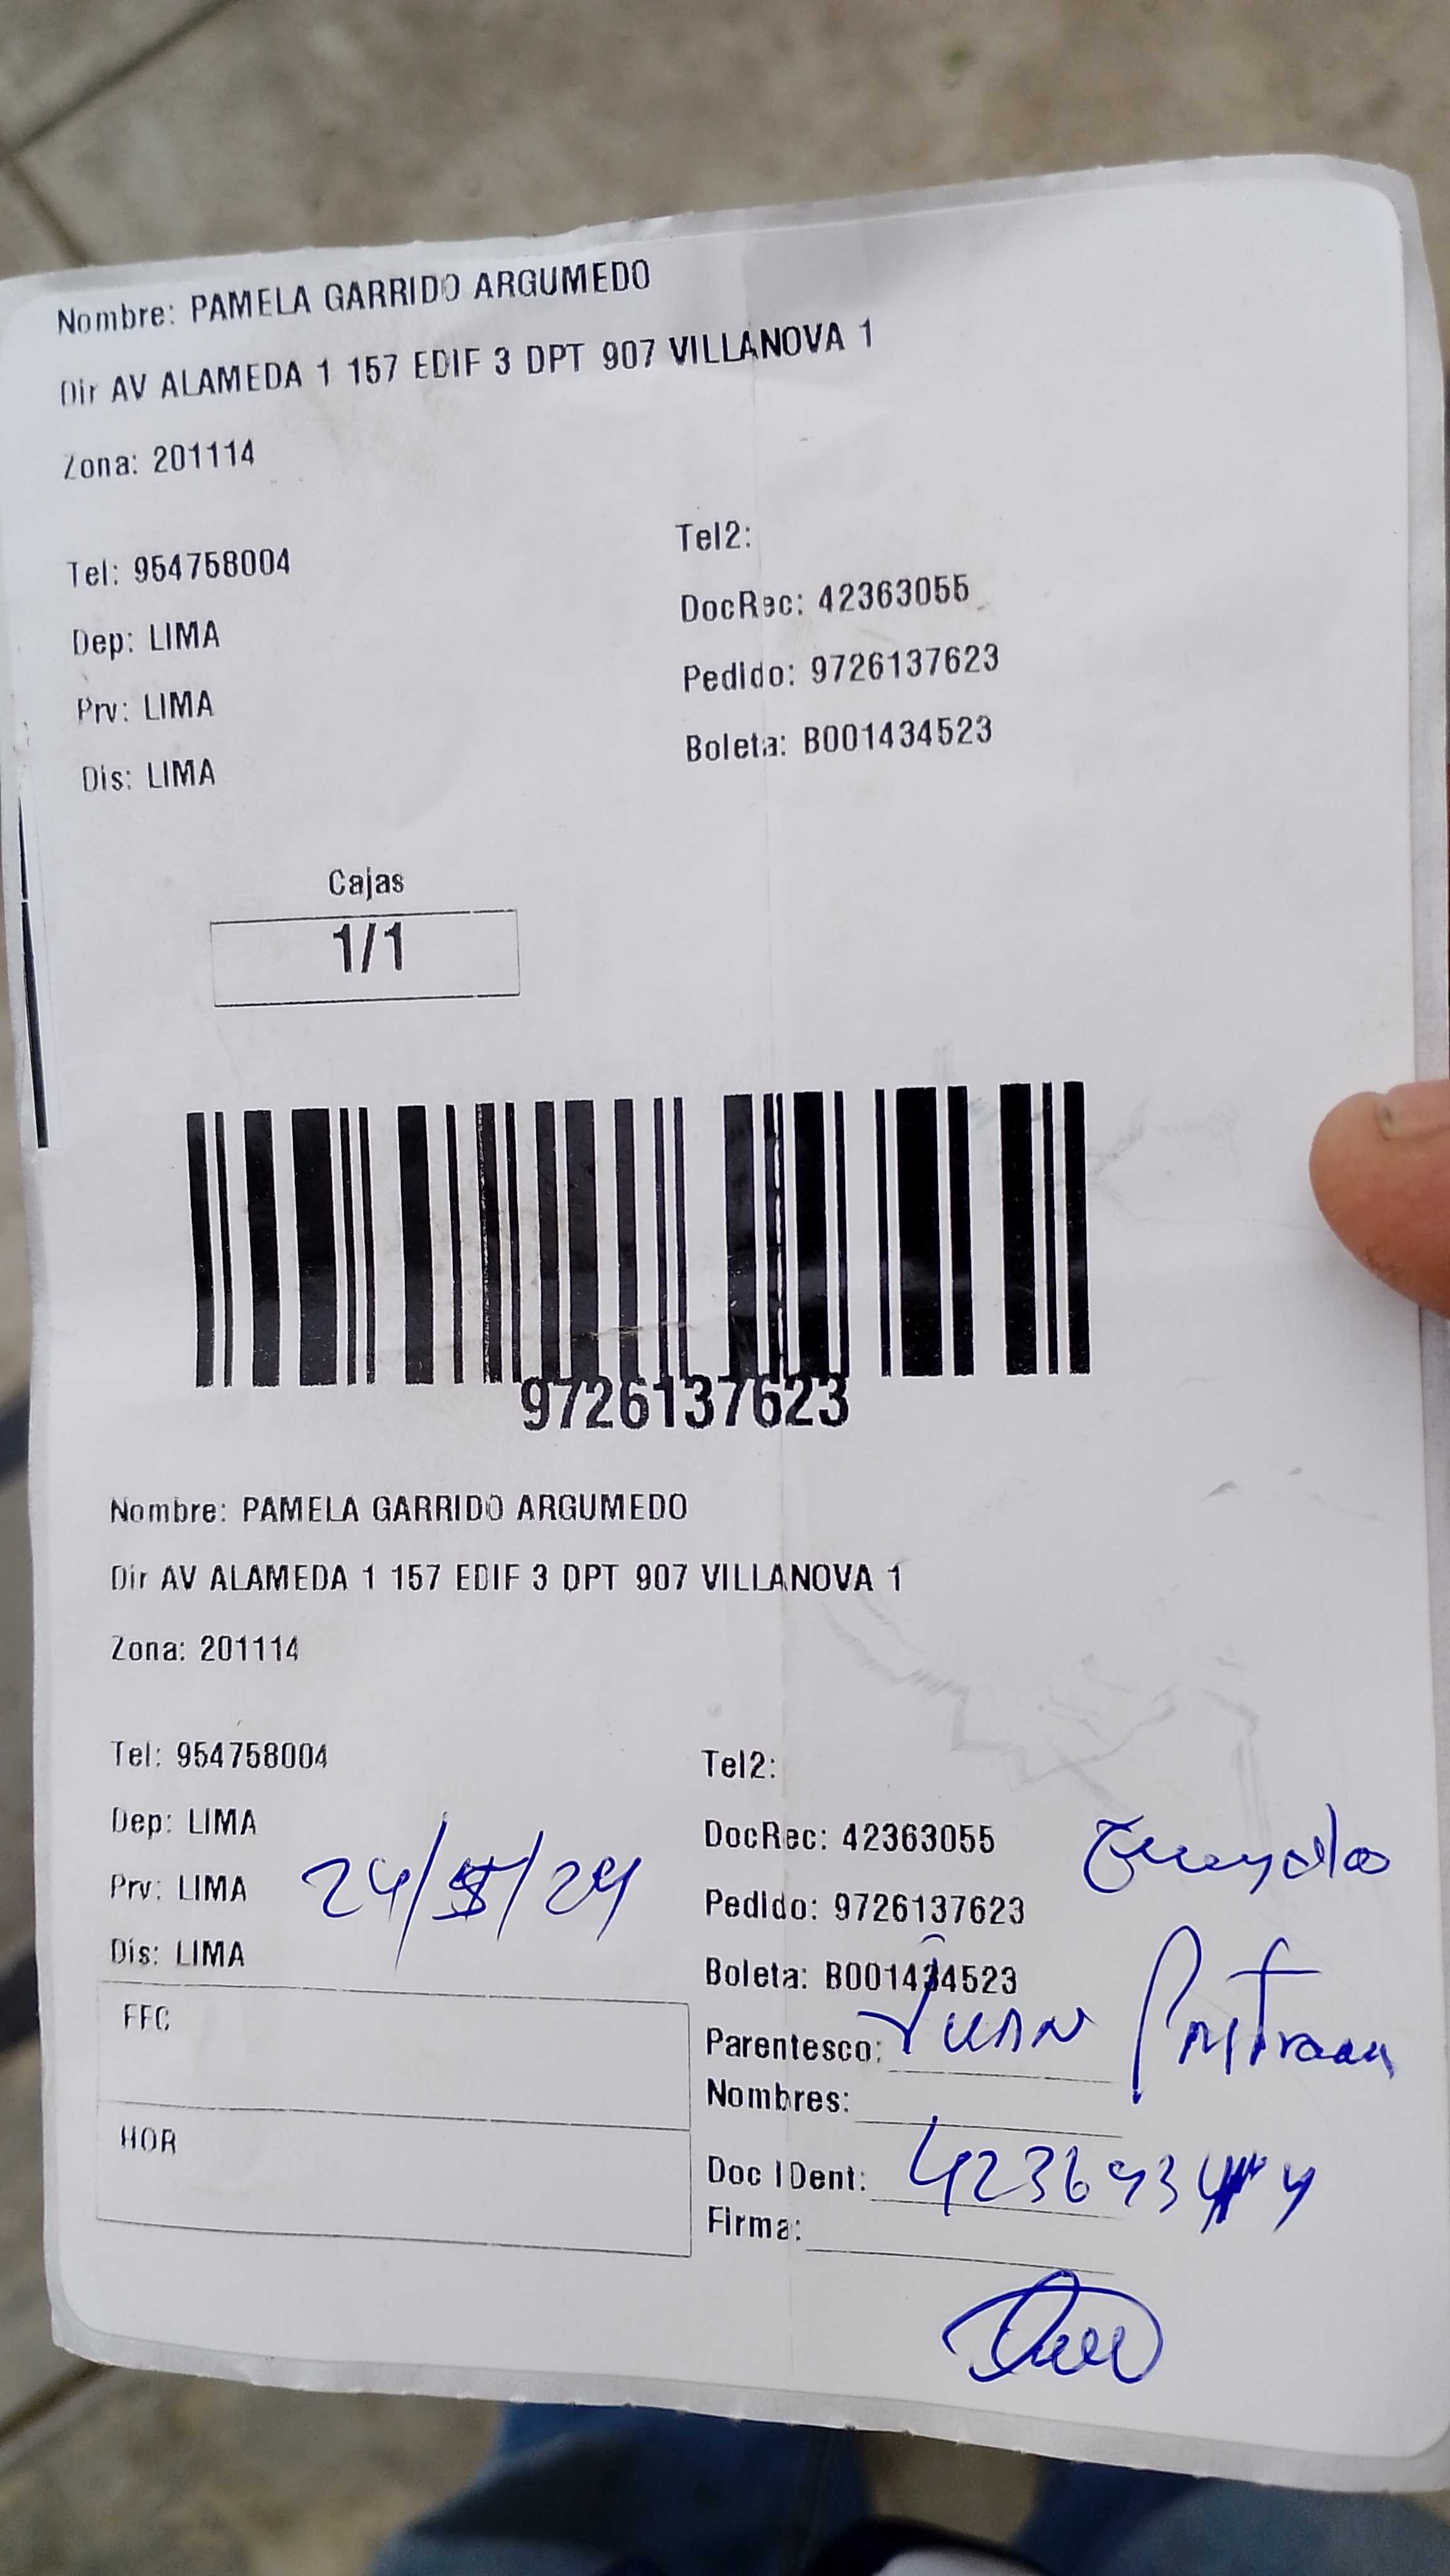 Nombre: PAMELA GARRIDO ARGUMEDO
Dir AV ALAMEDA 1 157 EDIF 3 DPT 907 VILLANOVA 1
Zona: 201114
Tel: 954758004
Tel2:
Dep: LIMA
DocRec: 42363055
Prv: LIMA
Pedido: 9726137623
Dis: LIMA
Boleta: B001434523
Cajas
1/1
9726137623
Nombre: PAMELA GARRIDO ARGUMEDO
Dir AV ALAMEDA 1 157 EDIF 3 DPT 907 VILLANOVA 1
Zona: 201114
Tel: 954758004
Tel2:
Dep: LIMA
DocRec: 42363055
Prv: LIMA
Pedido: 9726137623
Dis: LIMA
Boleta: B001434523
FEC
Parentesco: Juan
Nombres:
HOR
Doc IDent:
Firma: